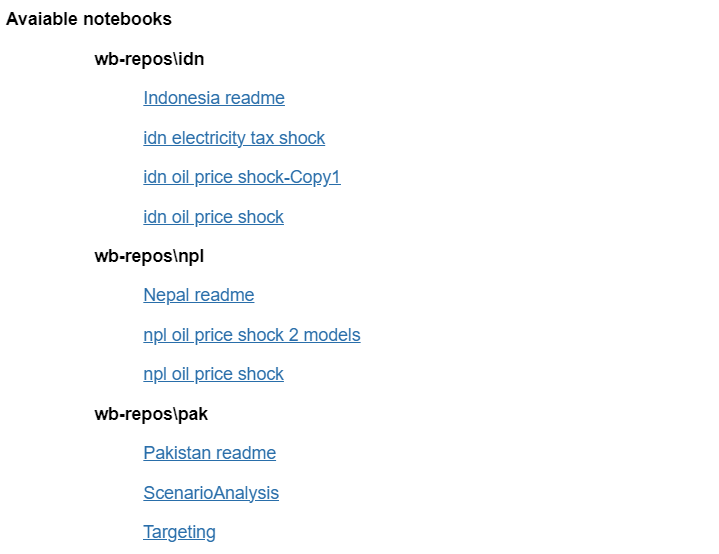 Avaiable notebooks
wb-repos\idn
Indonesia readme
idn electricity tax shock
idn oil price shock-Copy1
idn oil price shock
wb-repos\npl
Nepal readme
npl oil price shock 2 models
npl oil price shock
wb-repos\pak
Pakistan readme
ScenarioAnalysis
Targeting